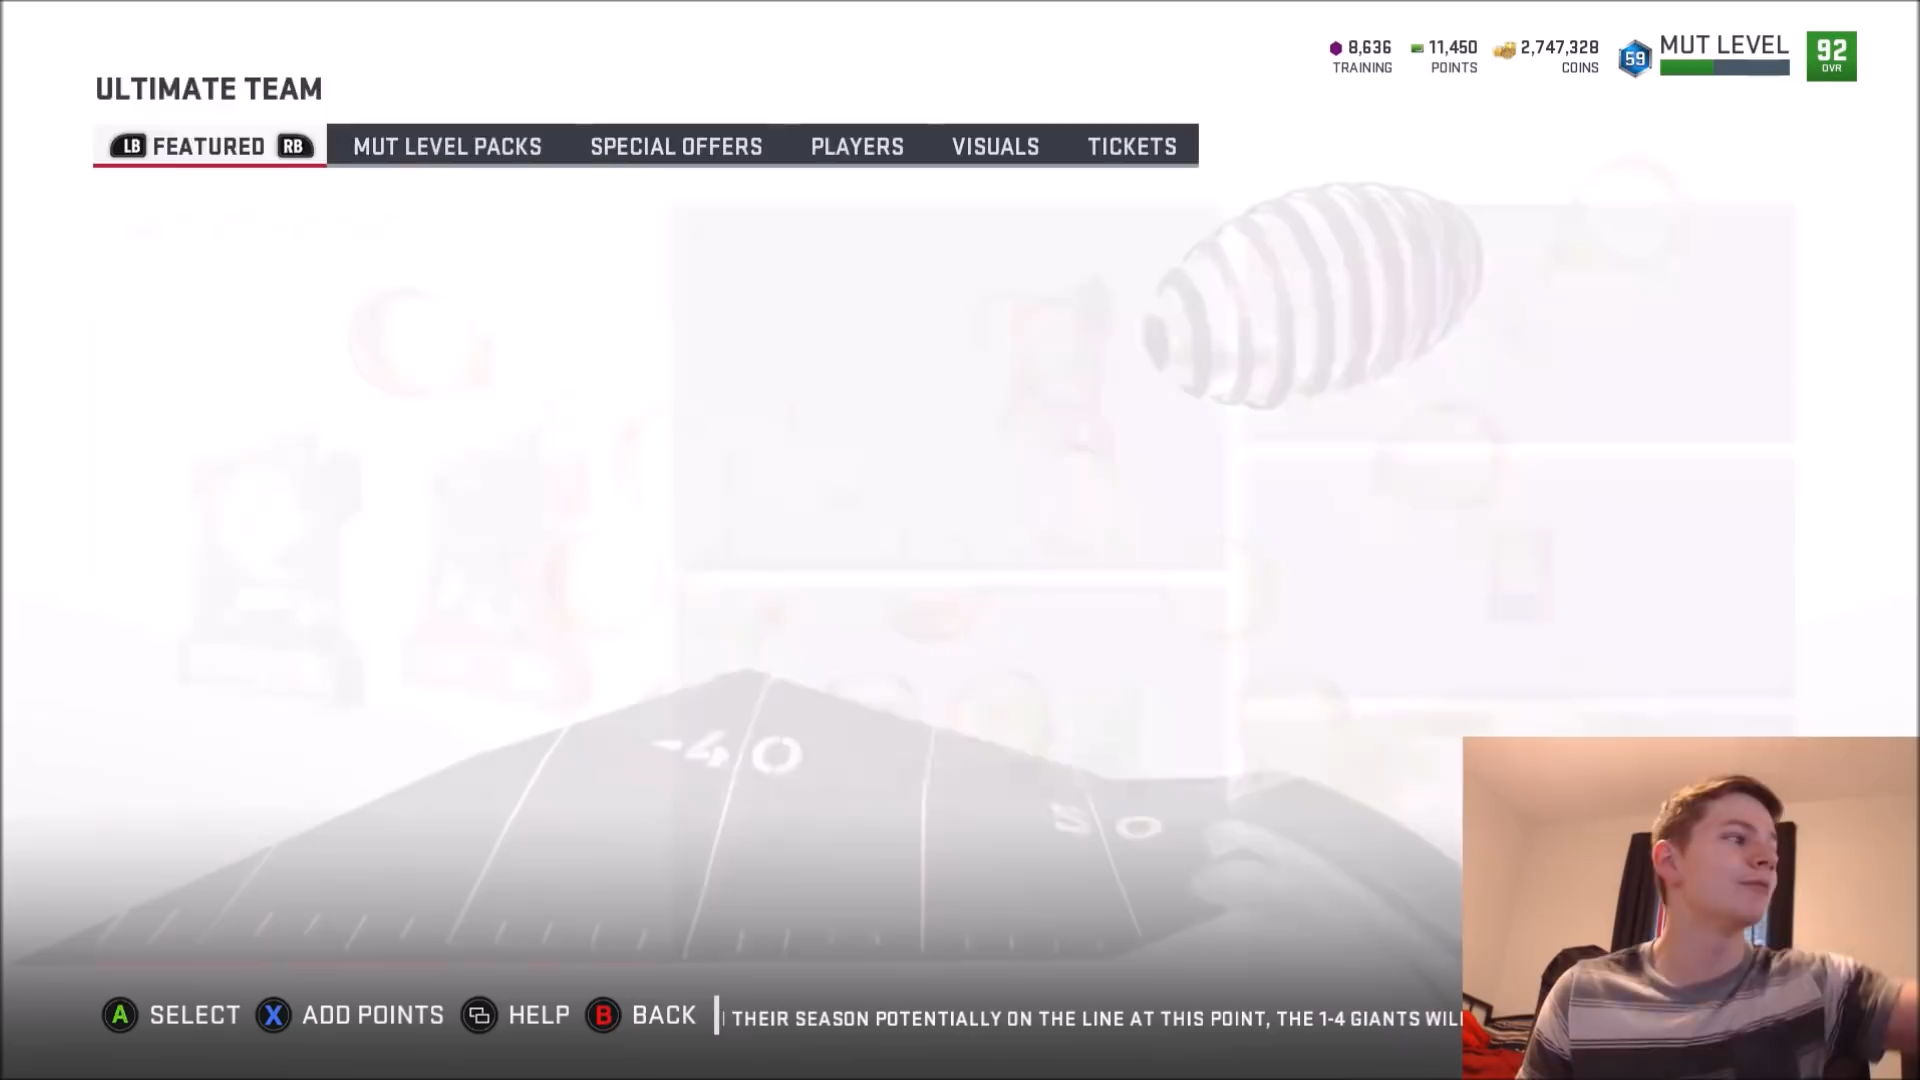 8,636
TRAINING
11,450
POINTS
2,747,328
COINS
59
MUT LEVEL
92
OVR
ULTIMATE TEAM
LB FEATURED RB
MUT LEVEL PACKS
SPECIAL OFFERS
PLAYERS
VISUALS
TICKETS
40
50
A SELECT
X ADD POINTS
HELP
B BACK
THEIR SEASON POTENTIALLY ON THE LINE AT THIS POINT, THE 1-4 GIANTS WIL